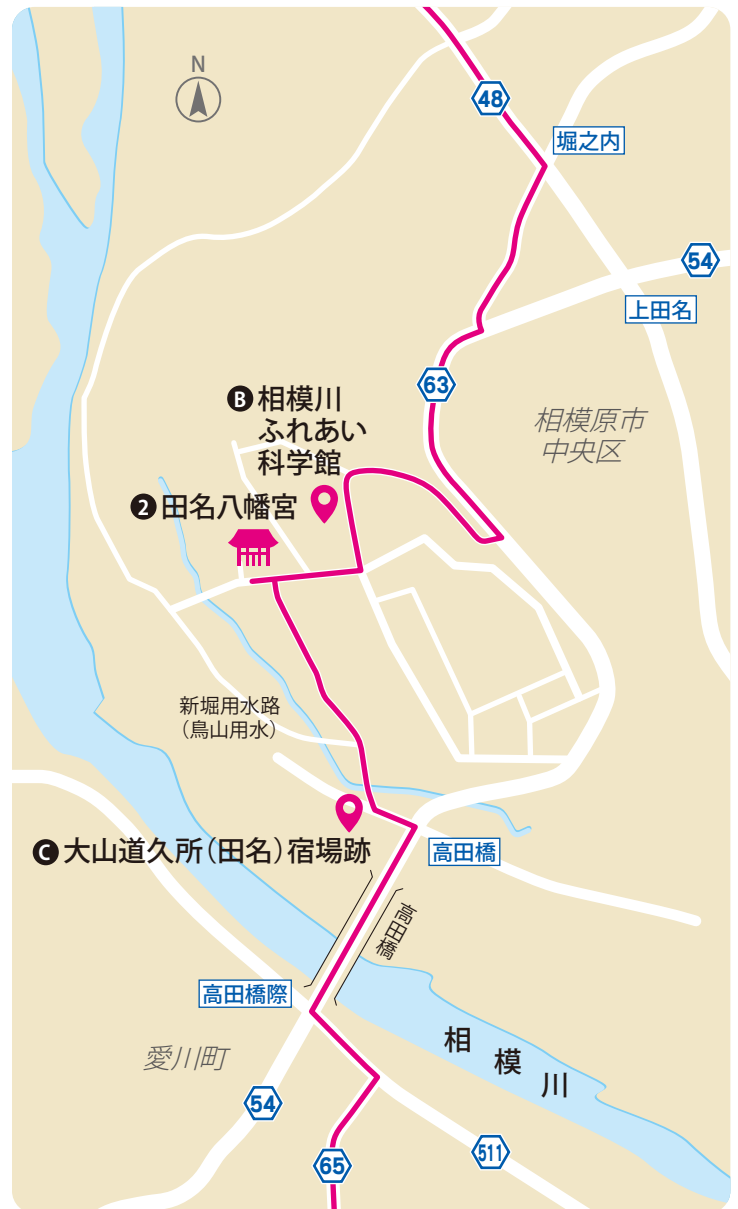 N
48
堀之内
54
上田名
63
相模原市
中央区
B 相模川
ふれあい
科学館
2 田名八幡宮
新堀用水路
（烏山用水）
C 大山道久所（田名）宿場跡
高田橋
高田橋
高田橋際
相模川
愛川町
54
511
65